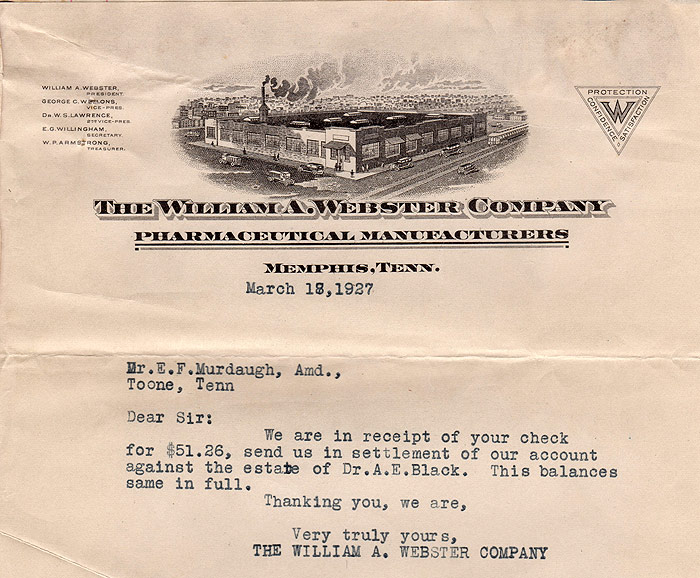 WILLIAM A. WEBSTER,
PRESIDENT.
GEORGE C. W
VICE-PRES.
DR. W. S. LAWRENCE,
2ND VICE-PRES.
E. G. WILLINGHAM,
SECRETARY.
W. P. ARMSTRONG,
TREASURER.
PROTECTION
CONFIDENCE
SATISFACTION
W
THE WILLIAM A. WEBSTER COMPANY
PHARMACEUTICAL MANUFACTURERS
MEMPHIS, TENN.
March 18,1927
Mr.E.F.Murdaugh, Amd.,
Toone, Tenn
Dear Sir:
We are in receipt of your check
for $51.26, send us in settlement of our account
against the estate of Dr.A.E.Black. This balances
same in full.
Thanking you, we are,
Very truly yours,
THE WILLIAM A. WEBSTER COMPANY